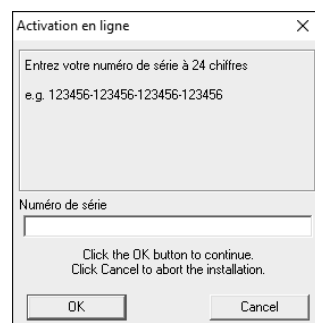 Activation en ligne
Entrez votre numéro de série à 24 chiffres
e.g. 123456-123456-123456-123456
Numéro de série
Click the OK button to continue.
Click Cancel to abort the installation.
OK
Cancel